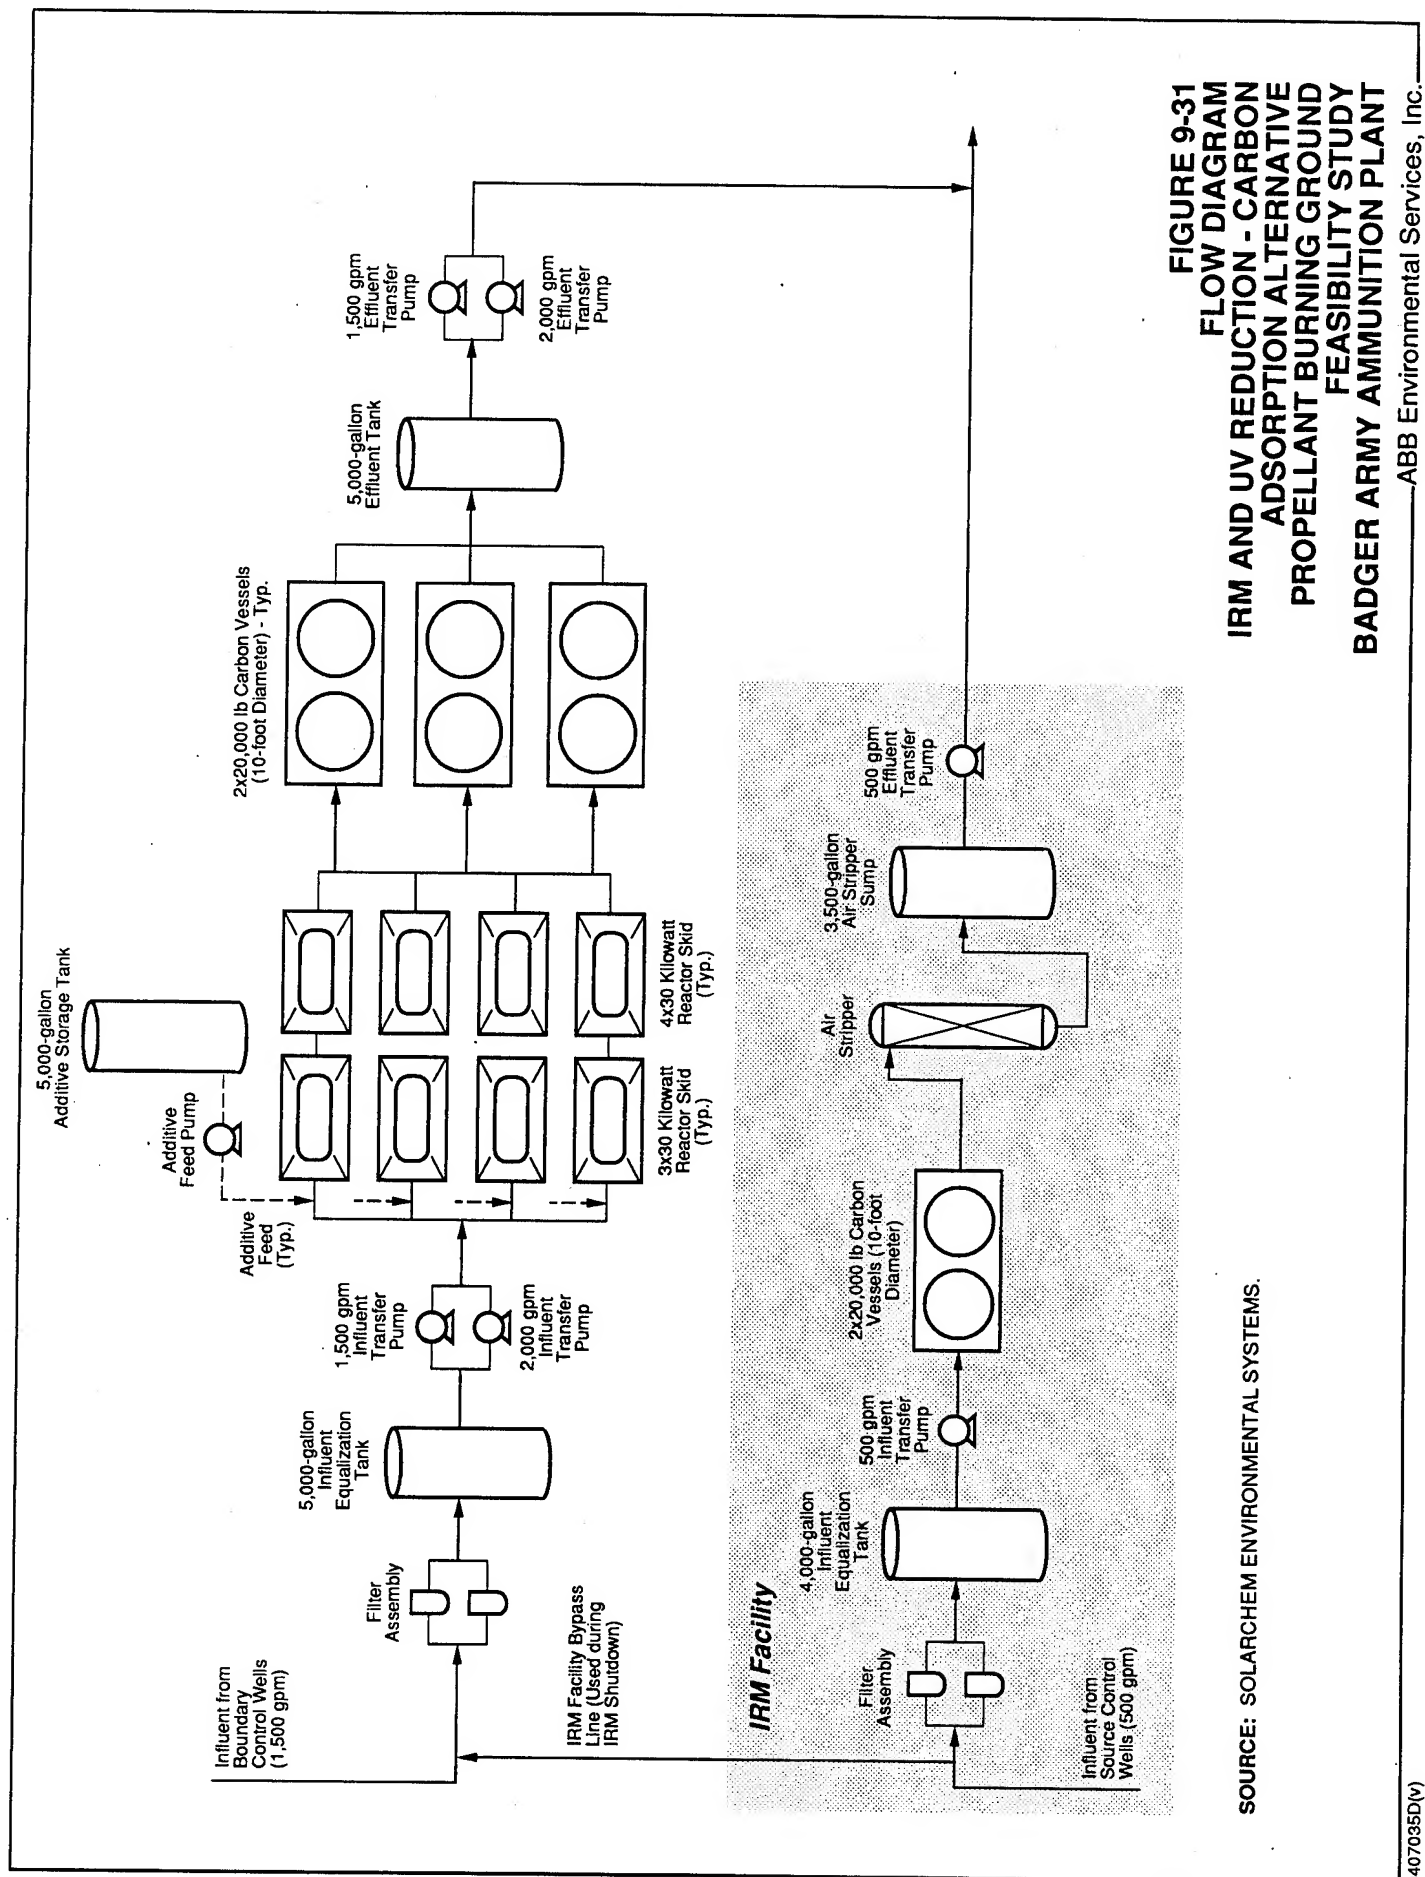 Influent from
Boundary
Control Wells
(1,500 gpm)
Filter
Assembly
5,000-gallon
Influent
Equalization
Tank
1,500 gpm
Influent
Transfer
Pump
2,000 gpm
Influent
Transfer
Pump
Additive
Feed
(Typ.)
Additive
Feed Pump
5,000-gallon
Additive Storage Tank
3x30 Kilowatt
Reactor Skid
(Typ.)
4x30 Kilowatt
Reactor Skid
(Typ.)
2x20,000 lb Carbon Vessels
(10-foot Diameter) - Typ.
5,000-gallon
Effluent Tank
1,500 gpm
Effluent
Transfer
Pump
2,000 gpm
Effluent
Transfer
Pump
IRM Facility Bypass
Line (Used during
IRM Shutdown)
IRM Facility
Influent from
Source Control
Wells (500 gpm)
Filter
Assembly
4,000-gallon
Influent
Equalization
Tank
500 gpm
Influent
Transfer
Pump
2x20,000 lb Carbon
Vessels (10-foot
Diameter)
Air
Stripper
3,500-gallon
Air Stripper
Sump
500 gpm
Effluent
Transfer
Pump
SOURCE: SOLARCHEM ENVIRONMENTAL SYSTEMS.
FIGURE 9-31
FLOW DIAGRAM
IRM AND UV REDUCTION - CARBON
ADSORPTION ALTERNATIVE
PROPELLANT BURNING GROUND
FEASIBILITY STUDY
BADGER ARMY AMMUNITION PLANT
ABB Environmental Services, Inc.
407035D(v)